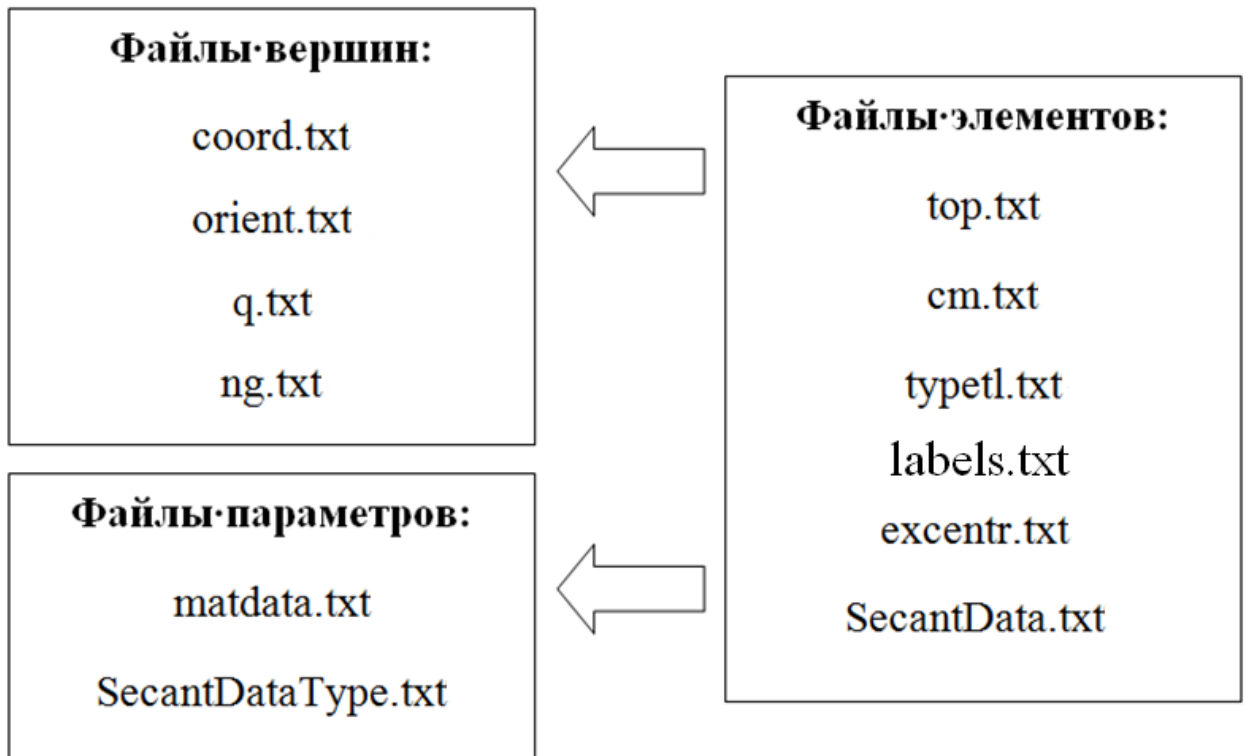 Файлы·вершин:
coord.txt
orient.txt
q.txt
ng.txt
Файлы·параметров:
matdata.txt
SecantDataType.txt
Файлы·элементов:
top.txt
cm.txt
typetl.txt
labels.txt
excentr.txt
SecantData.txt